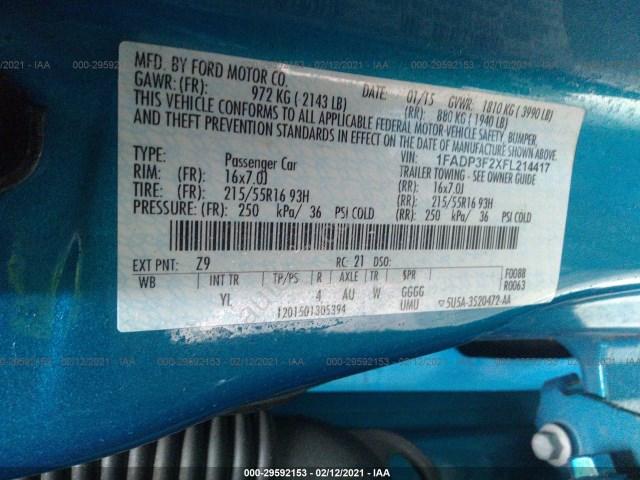 MFD. BY FORD MOTOR CO.
DATE: 01/15 GVWR: 1810 KG ( 3990 LB)
GAWR: (FR): 972 KG ( 2143 LB) (RR): 880 KG ( 1940 LB)
THIS VEHICLE CONFORMS TO ALL APPLICABLE FEDERAL MOTOR VEHICLE SAFETY, BUMPER,
AND THEFT PREVENTION STANDARDS IN EFFECT ON THE DATE OF MANUFACTURE SHOWN ABOVE.
VIN: 1FADP3F2XFL214417
TYPE: Passenger Car TRAILER TOWING - SEE OWNER GUIDE
RIM: (FR): 16x7.0J (RR): 16x7.0J
TIRE: (FR): 215/55R16 93H (RR): 215/55R16 93H
PRESSURE: (FR): 250 kPa/ 36 PSI COLD (RR): 250 kPa/ 36 PSI COLD
EXT PNT: Z9 RC: 21 DSO: F0088
WB INT TR TP/PS R AXLE TR SPR R0063
YL 4 AU W GGGG
1201501305394 UMU 5U5A-3520472-AA
000-29592153 - 02/12/2021 - IAA